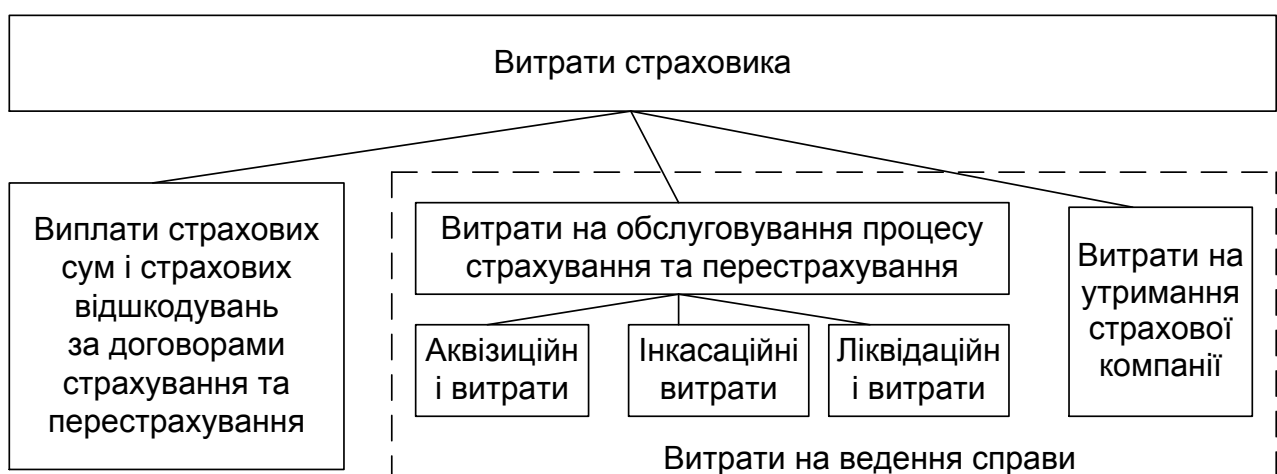 Витрати страховика
Виплати страхових
сум і страхових
відшкодувань
за договорами
страхування та
перестрахування
Витрати на обслуговування процесу
страхування та перестрахування
Аквізиційн
і витрати
Інкасаційні
витрати
Ліквідаційн
і витрати
Витрати на
утримання
страхової
компанії
Витрати на ведення справи